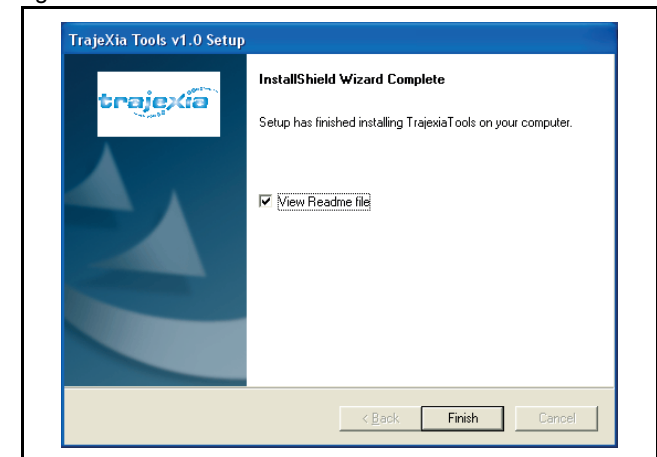 TrajeXia Tools v1.0 Setup
trajexia
InstallShield Wizard Complete
Setup has finished installing TrajexiaTools on your computer.
View Readme file
< Back
Finish
Cancel